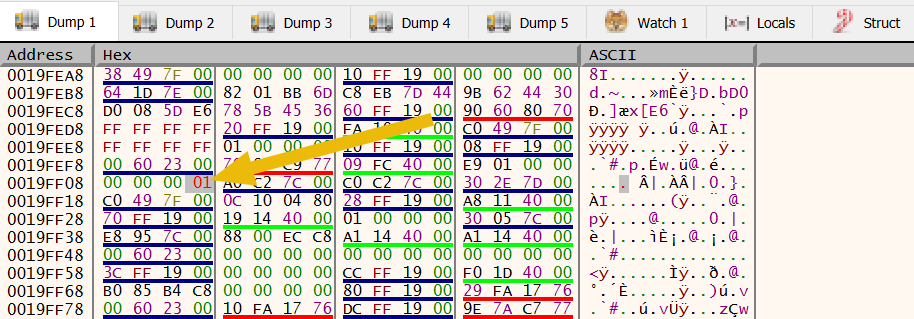 Dump 1 Dump 2 Dump 3 Dump 4 Dump 5 Watch 1 [x=] Locals Struct
Address Hex ASCII
0019FEA8 38 49 7F 00 00 00 00 00 10 FF 19 00 00 00 00 00 8I.......ÿ......
0019FEB8 64 1D 7E 00 82 01 BB 6D C8 EB 7D 44 9B 62 44 30 d.~...»mÈë}D.bD0
0019FEC8 D0 08 5D E6 78 5B 45 36 60 FF 19 00 90 60 80 70 Ð.]æx[E6`ÿ...`.p
0019FED8 FF FF FF FF 20 FF 19 00 FA 00 C0 49 7F 00 ÿÿÿÿ ÿ..ú.@.ÀI..
0019FEE8 FF FF FF FF 01 00 FF 19 00 08 FF 19 00 ÿÿÿÿ.....ÿ...ÿ..
0019FEF8 00 60 23 00 C9 77 09 FC 40 00 E9 01 00 00 .`#.p.Éw.ü@.é...
0019FF08 00 00 00 01 A0 C2 7C 00 C0 C2 7C 00 30 2E 7D 00 .... Â|.ÀÂ|.0.}.
0019FF18 C0 49 7F 00 0C 10 04 80 28 FF 19 00 A8 11 40 00 ÀI......(ÿ..¨.@.
0019FF28 70 FF 19 00 19 14 40 00 01 00 00 00 30 05 7C 00 pÿ....@.....0.|.
0019FF38 E8 95 7C 00 88 00 EC C8 A1 14 40 00 A1 14 40 00 è.|...ìÈ¡.@.¡.@.
0019FF48 00 60 23 00 00 00 00 00 00 00 00 00 00 00 00 00 .`#.............
0019FF58 3C FF 19 00 00 00 00 00 CC FF 19 00 F0 1D 40 00 <ÿ......Ìÿ..ð.@.
0019FF68 B0 85 B4 C8 00 00 00 00 80 FF 19 00 29 FA 17 76 °.´È.....ÿ..)ú.v
0019FF78 00 60 23 00 10 FA 17 76 DC FF 19 00 9E 7A C7 77 .`#..ú.vÜÿ...zÇw